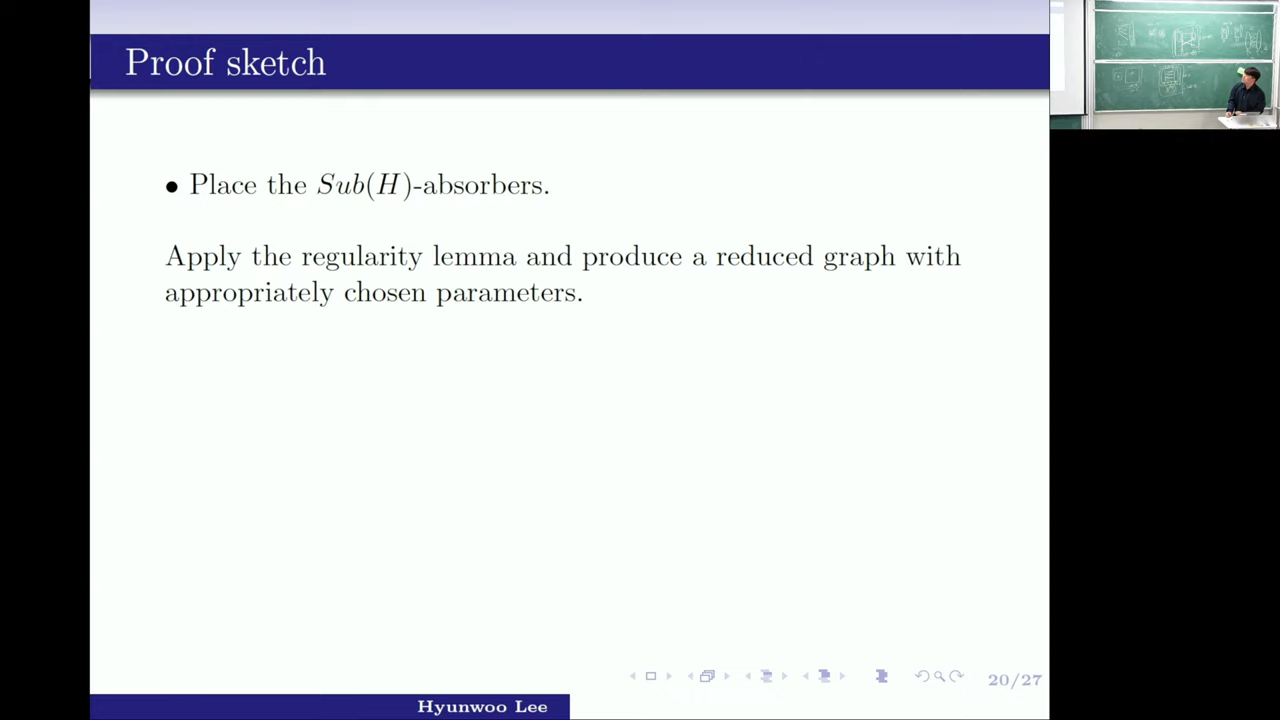 Proof sketch
• Place the Sub(H)-absorbers.
Apply the regularity lemma and produce a reduced graph with
appropriately chosen parameters.
20/27
Hyunwoo Lee